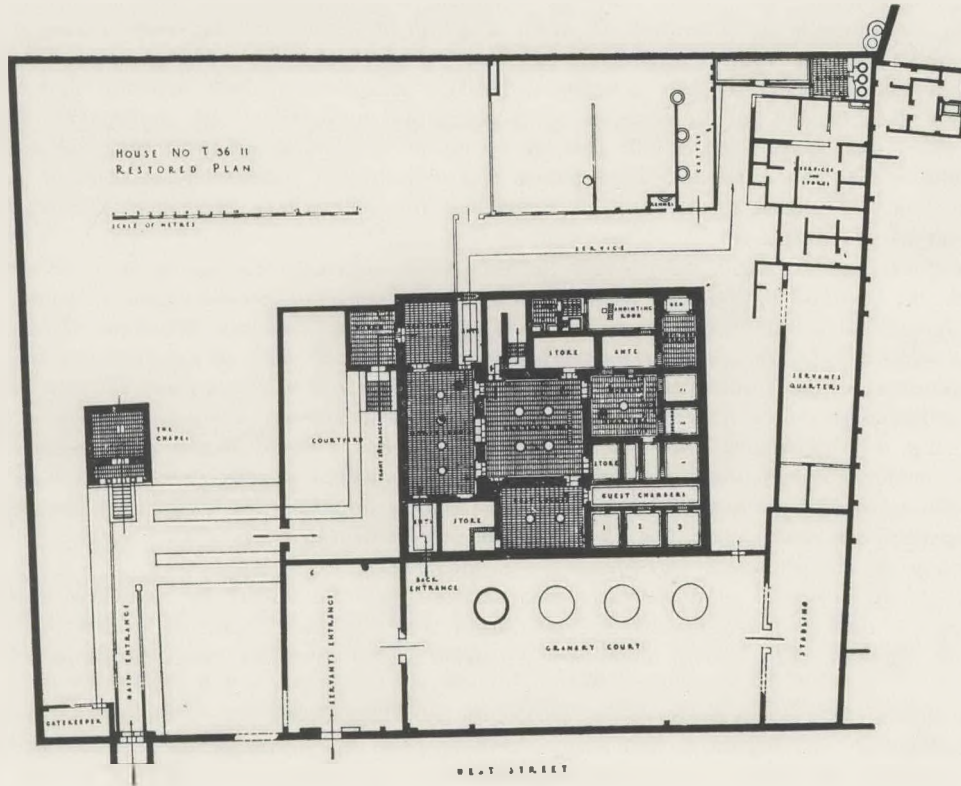 HOUSE NO T 36 11
RESTORED PLAN
SCALE OF METRES
CATTLE
KENNEL
SERVICES
AND
STORES
SERVICE
ANOINTING
ROOM
BED
STORE
ANTE
SERVANTS
QUARTERS
THE
CHAPEL
COURTYARD
FRONT ENTRANCE
STORE
GUEST CHAMBERS
STORE
1
2
3
BACK
ENTRANCE
MAIN ENTRANCE
SERVANTS ENTRANCE
GRANARY COURT
STABLING
GATEKEEPER
WEST STREET